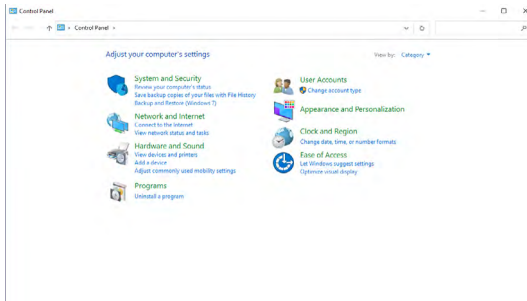 Control Panel
Control Panel
Adjust your computer's settings
View by: Category
System and Security
Review your computer's status
Save backup copies of your files with File History
Backup and Restore (Windows 7)
Network and Internet
Connect to the Internet
View network status and tasks
Hardware and Sound
View devices and printers
Add a device
Adjust commonly used mobility settings
Programs
Uninstall a program
User Accounts
Change account type
Appearance and Personalization
Clock and Region
Change date, time, or number formats
Ease of Access
Let Windows suggest settings
Optimize visual display